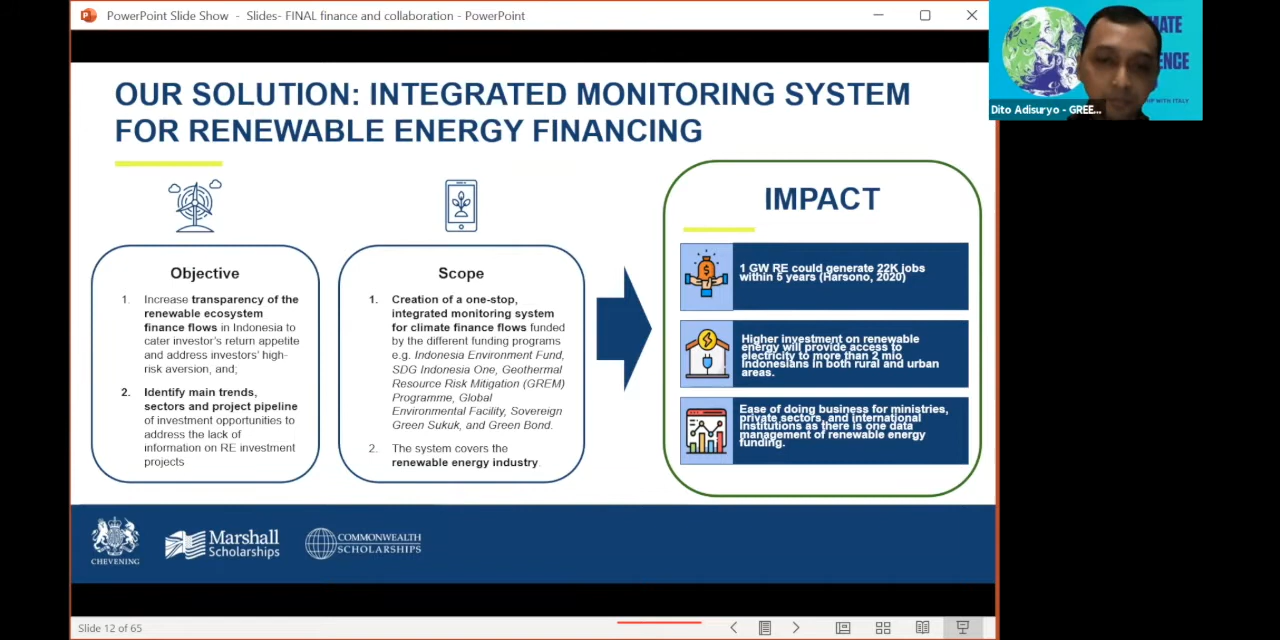 PowerPoint Slide Show - Slides- FINAL finance and collaboration - PowerPoint
OUR SOLUTION: INTEGRATED MONITORING SYSTEM
FOR RENEWABLE ENERGY FINANCING
Objective
1. Increase transparency of the
renewable ecosystem
finance flows in Indonesia to
cater investor's return appetite
and address investors' high-
risk aversion, and;
2. Identify main trends,
sectors and project pipeline
of investment opportunities to
address the lack of
information on RE investment
projects
Scope
1. Creation of a one-stop,
integrated monitoring system
for climate finance flows funded
by the different funding programs
e.g. Indonesia Environment Fund,
SDG Indonesia One, Geothermal
Resource Risk Mitigation (GREM)
Programme, Global
Environmental Facility, Sovereign
Green Sukuk, and Green Bond.
2. The system covers the
renewable energy industry
IMPACT
1 GW RE could generate 22K jobs
within 5 years (Harsono, 2020)
Higher investment on renewable
energy will provide access to
electricity to more than 2 mio
Indonesians in both rural and urban
areas.
Ease of doing business for ministries,
private sectors, and international
institutions as there is one data
management of renewable energy
funding.
CHEVENING
Marshall
Scholarships
COMMONWEALTH
SCHOLARSHIPS
Slide 12 of 65
Dito Adisuryo - GREE...